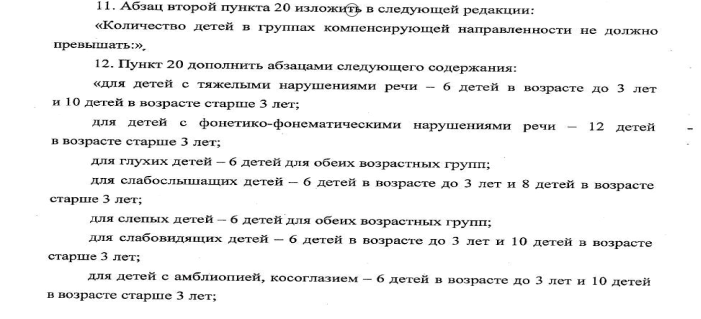 11. Абзац второй пункта 20 изложить в следующей редакции:
«Количество детей в группах компенсирующей направленности не должно
превышать:».
12. Пункт 20 дополнить абзацами следующего содержания:
«для детей с тяжелыми нарушениями речи – 6 детей в возрасте до 3 лет
и 10 детей в возрасте старше 3 лет;
для детей с фонетико-фонематическими нарушениями речи – 12 детей
в возрасте старше 3 лет;
для глухих детей – 6 детей для обеих возрастных групп;
для слабослышащих детей – 6 детей в возрасте до 3 лет и 8 детей в возрасте
старше 3 лет;
для слепых детей – 6 детей для обеих возрастных групп;
для слабовидящих детей – 6 детей в возрасте до 3 лет и 10 детей в возрасте
старше 3 лет;
для детей с амблиопией, косоглазием – 6 детей в возрасте до 3 лет и 10 детей
в возрасте старше 3 лет;